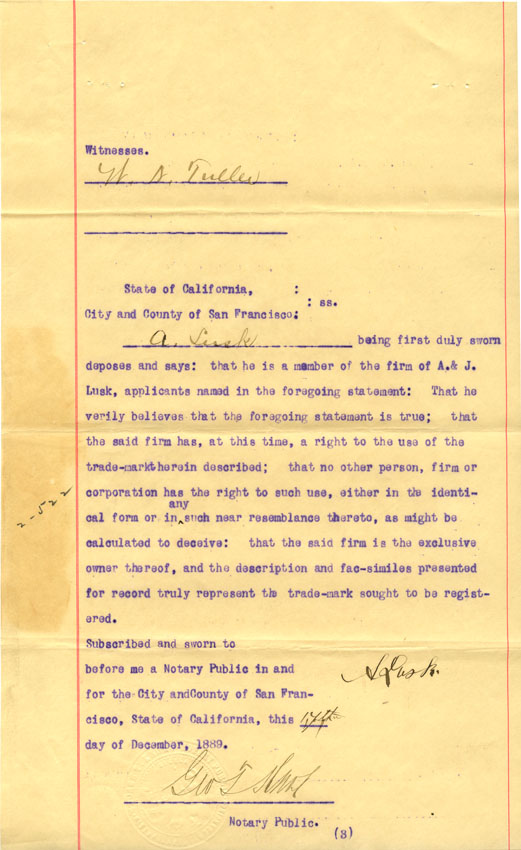 Witnesses.
W. D. Tuller
State of California, :
: ss.
City and County of San Francisco:
A. Lusk being first duly sworn
deposes and says: that he is a member of the firm of A.& J.
Lusk, applicants named in the foregoing statement: That he
verily believes that the foregoing statement is true; that
the said firm has, at this time, a right to the use of the
trade-marktherein described; that no other person, firm or
corporation has the right to such use, either in the identi-
any
cal form or in such near resemblance thereto, as might be
2-522
calculated to deceive: that the said firm is the exclusive
owner thereof, and the description and fac-similes presented
for record truly represent the trade-mark sought to be regist-
ered.
Subscribed and sworn to
before me a Notary Public in and
A Lusk.
for the City andCounty of San Fran-
cisco, State of California, this
day of December, 1889.
Geo T
Notary Public.
(3)